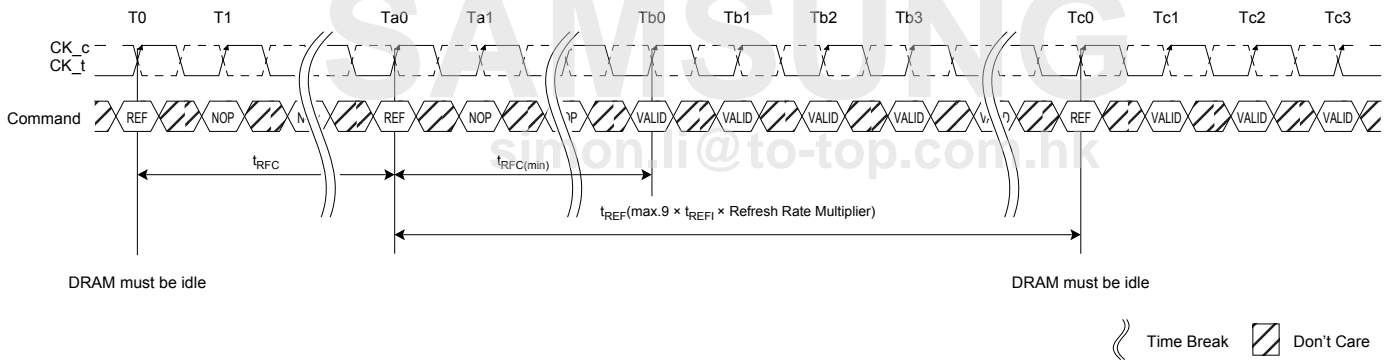 SAMSUNG
T0 T1 Ta0 Ta1 Tb0 Tb1 Tb2 Tb3 Tc0 Tc1 Tc2 Tc3
CK_c
CK_t
Command REF NOP REF NOP VALID VALID VALID VALID REF VALID VALID VALID
simon.li@to-top.com.hk
tRFC tRFC(min)
tREF(max.9 × tREFI × Refresh Rate Multiplier)
DRAM must be idle DRAM must be idle
Time Break Don't Care